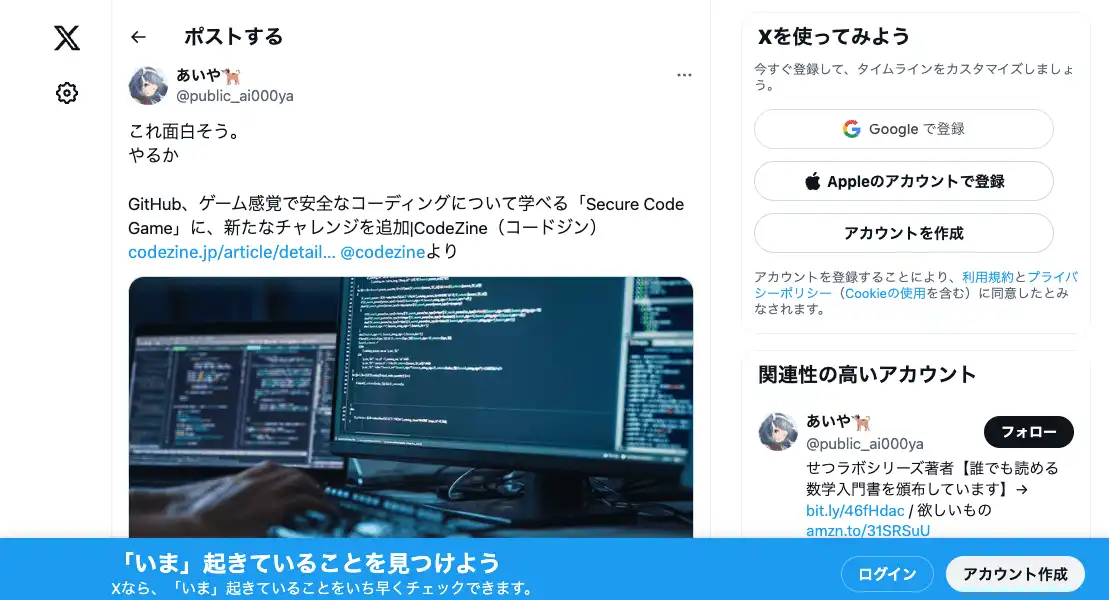 ポストする
あいや🐕
@public_ai000ya
これ面白そう。
やるか
GitHub、ゲーム感覚で安全なコーディングについて学べる「Secure Code
Game」に、新たなチャレンジを追加|CodeZine（コードジン）
codezine.jp/article/detail… @codezineより
Xを使ってみよう
今すぐ登録して、タイムラインをカスタマイズしましょ
う。
Google で登録
Appleのアカウントで登録
アカウントを作成
アカウントを登録することにより、利用規約とプライバ
シーポリシー（Cookieの使用を含む）に同意したとみ
なされます。
関連性の高いアカウント
あいや🐕
@public_ai000ya
フォロー
せつラボシリーズ著者【誰でも読める
数学入門書を頒布しています】→
bit.ly/46fHdac / 欲しいもの
amzn.to/31SRSuU
「いま」起きていることを見つけよう
Xなら、「いま」起きていることをいち早くチェックできます。
ログイン
アカウント作成